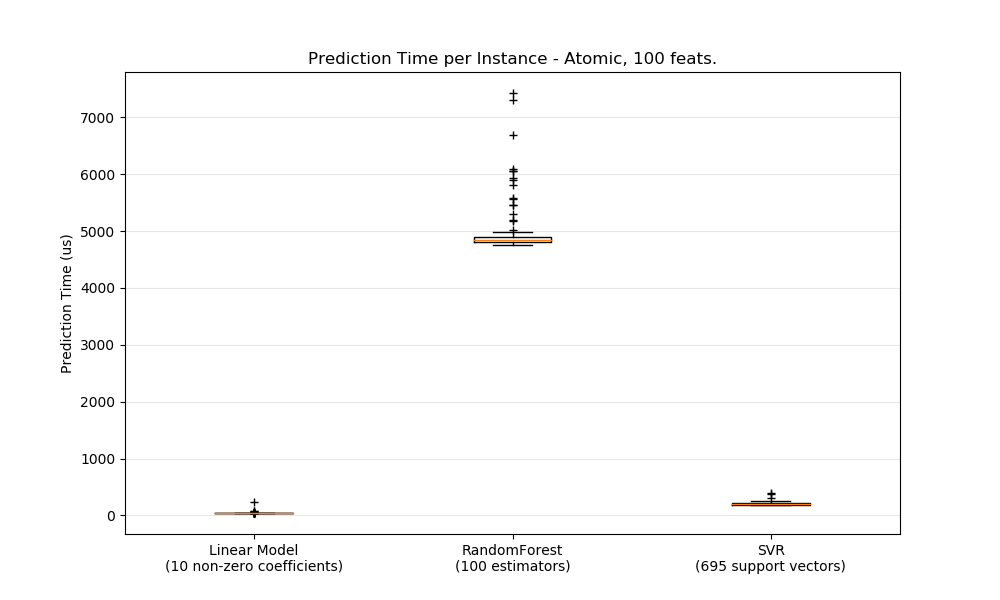 Prediction Time per Instance - Atomic, 100 feats.
Prediction Time (us)
7000
6000
5000
4000
3000
2000
1000
0
Linear Model
(10 non-zero coefficients)
RandomForest
(100 estimators)
SVR
(695 support vectors)